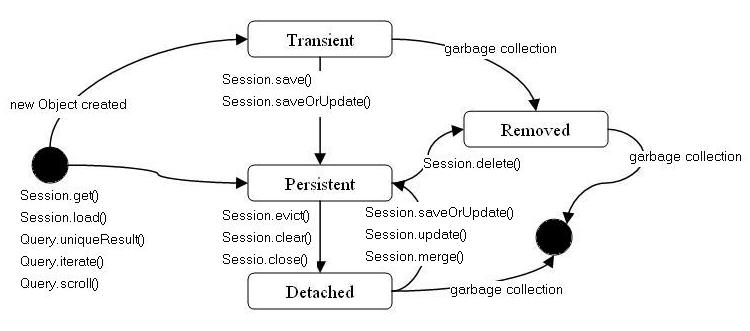 Transient
garbage collection
Session.save()
Session.saveOrUpdate()
new Object created
Removed
Session.delete()
garbage collection
Persistent
Session.get()
Session.load()
Query.uniqueResult()
Query.iterate()
Query.scroll()
Session.evict()
Session.clear()
Sessio.close()
Session.saveOrUpdate()
Session.update()
Session.merge()
Detached
garbage collection